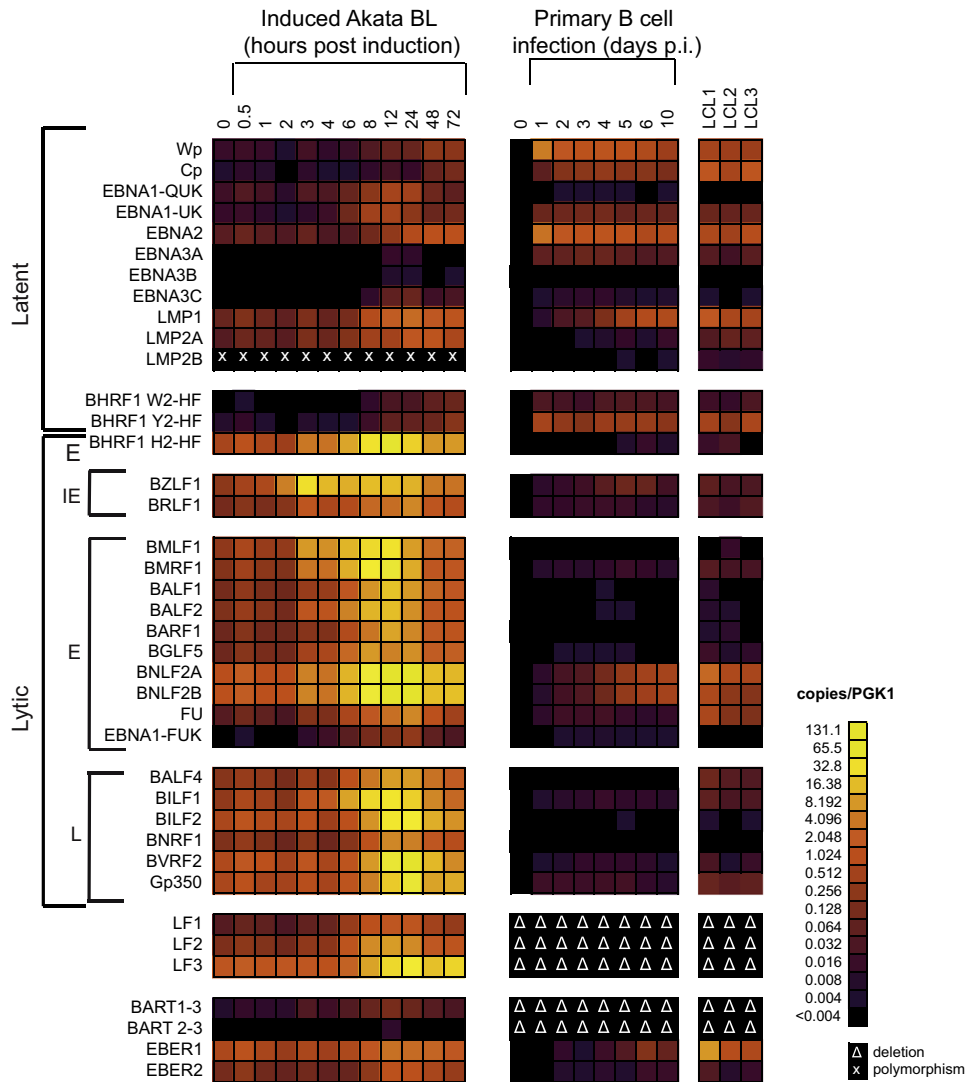 Induced Akata BL
(hours post induction)
Primary B cell
infection (days p.i.)
0 0.5 1 2 3 4 6 8 12 24 48 72
0 1 2 3 4 5 6 10
LCL1 LCL2 LCL3
Latent
Wp
Cp
EBNA1-QUK
EBNA1-UK
EBNA2
EBNA3A
EBNA3B
EBNA3C
LMP1
LMP2A
LMP2B x x x x x x x x x x x x
BHRF1 W2-HF
BHRF1 Y2-HF
E BHRF1 H2-HF
Lytic
IE
BZLF1
BRLF1
E
BMLF1
BMRF1
BALF1
BALF2
BARF1
BGLF5
BNLF2A
BNLF2B
FU
EBNA1-FUK
L
BALF4
BILF1
BILF2
BNRF1
BVRF2
Gp350
LF1 Δ Δ Δ Δ Δ Δ Δ Δ Δ Δ Δ
LF2 Δ Δ Δ Δ Δ Δ Δ Δ Δ Δ Δ
LF3 Δ Δ Δ Δ Δ Δ Δ Δ Δ Δ Δ
BART1-3 Δ Δ Δ Δ Δ Δ Δ Δ Δ Δ Δ
BART 2-3 Δ Δ Δ Δ Δ Δ Δ Δ Δ Δ Δ
EBER1
EBER2
copies/PGK1
131.1
65.5
32.8
16.38
8.192
4.096
2.048
1.024
0.512
0.256
0.128
0.064
0.032
0.016
0.008
0.004
<0.004
Δ deletion
x polymorphism